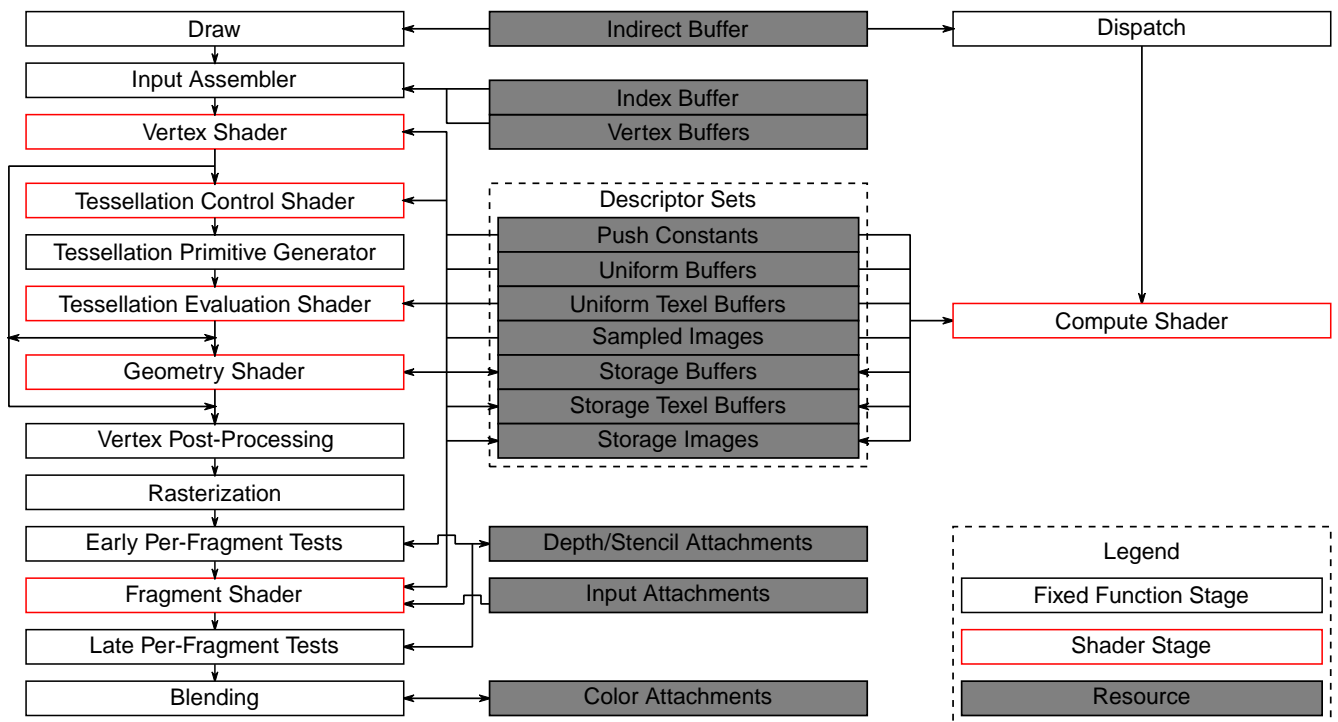 Draw
Indirect Buffer
Dispatch
Input Assembler
Index Buffer
Vertex Shader
Vertex Buffers
Tessellation Control Shader
Descriptor Sets
Push Constants
Tessellation Primitive Generator
Uniform Buffers
Tessellation Evaluation Shader
Uniform Texel Buffers
Compute Shader
Sampled Images
Geometry Shader
Storage Buffers
Storage Texel Buffers
Vertex Post-Processing
Storage Images
Rasterization
Early Per-Fragment Tests
Depth/Stencil Attachments
Legend
Fragment Shader
Input Attachments
Fixed Function Stage
Late Per-Fragment Tests
Shader Stage
Blending
Color Attachments
Resource